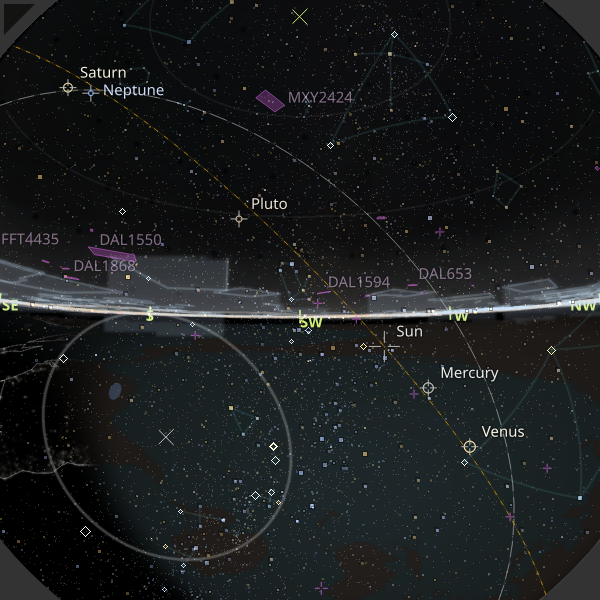 Saturn
Neptune
MXY2424
Pluto
FFT4435
DAL1550
DAL1868
DAL1594
DAL653
SE
S
SW
W
NW
Sun
Mercury
Venus